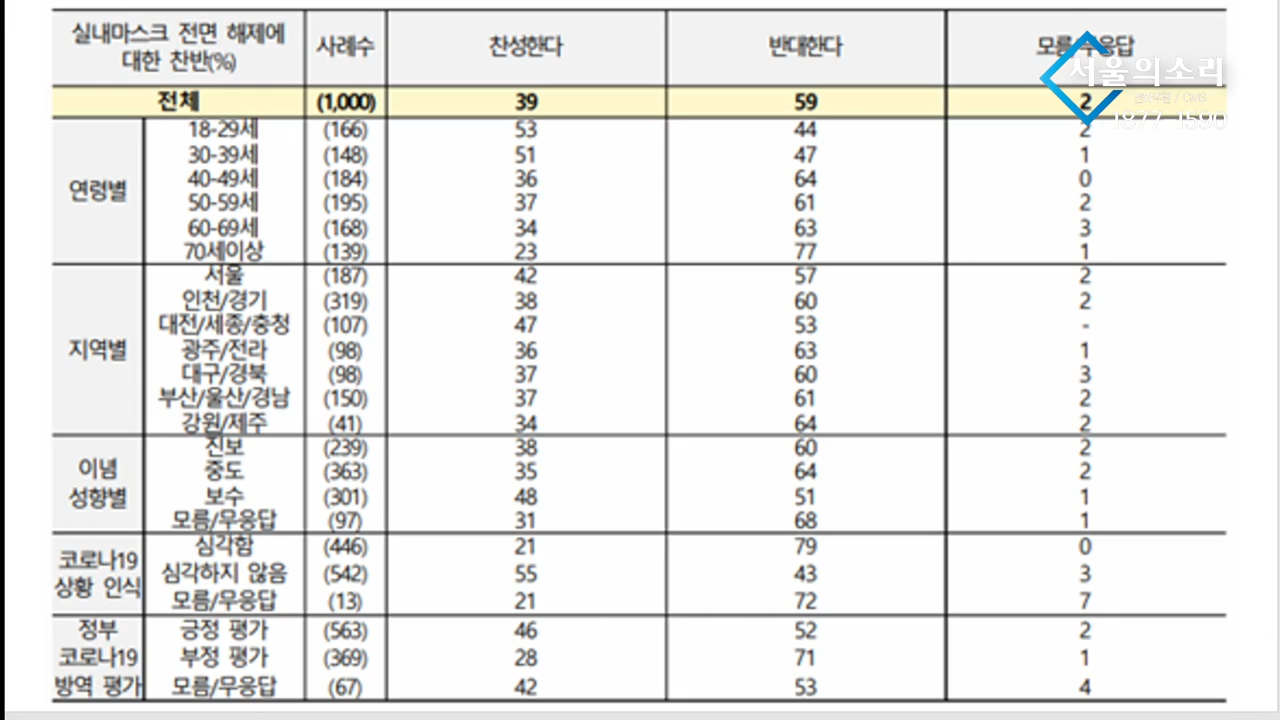 실내마스크 전면 해제에
대한 찬반(%) 사례수 찬성한다 반대한다 모름/무응답
전체 (1,000) 39 59 2
연령별
18-29세 (166) 53 44 2
30-39세 (148) 51 47 1
40-49세 (184) 36 64 0
50-59세 (195) 37 61 2
60-69세 (168) 34 63 3
70세이상 (139) 23 77 1
지역별
서울 (187) 42 57 2
인천/경기 (319) 38 60 2
대전/세종/충청 (107) 47 53 -
광주/전라 (98) 36 63 1
대구/경북 (98) 37 60 3
부산/울산/경남 (150) 37 61 2
강원/제주 (41) 34 64 2
이념
성향별
진보 (239) 38 60 2
중도 (363) 35 64 2
보수 (301) 48 51 1
모름/무응답 (97) 31 68 1
코로나19
상황 인식
심각함 (446) 21 79 0
심각하지 않음 (542) 55 43 3
모름/무응답 (13) 21 72 7
정부
코로나19
방역 평가
긍정 평가 (563) 46 52 2
부정 평가 (369) 28 71 1
모름/무응답 (67) 42 53 4
서울의소리
1877-1590